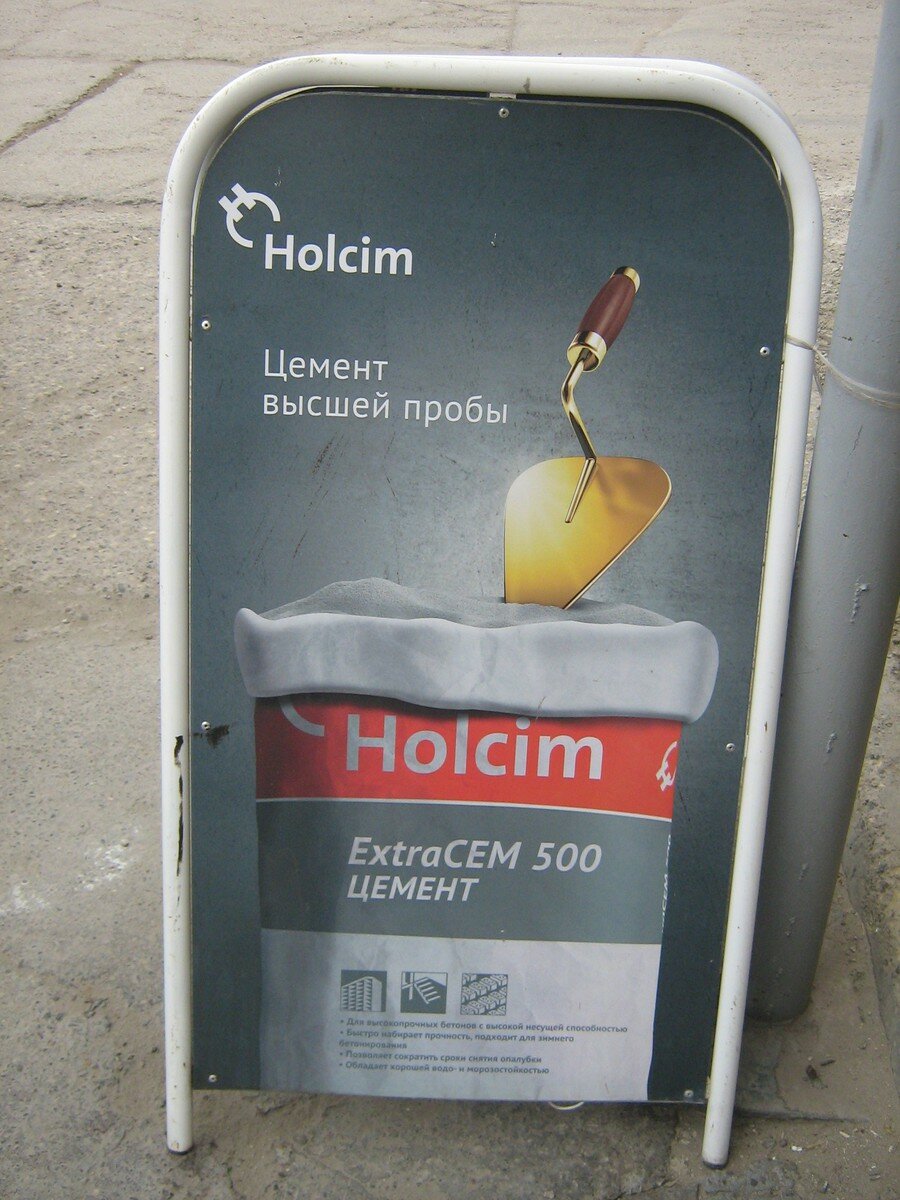 Holcim
Цемент
высшей пробы
Holcim
ExtraCEM 500
ЦЕМЕНТ
• Для высокопрочных бетонов с высокой несущей способностью
• Быстро набирает прочность, подходит для зимнего
бетонирования
• Позволяет сократить сроки снятия опалубки
• Обладает хорошей водо- и морозостойкостью